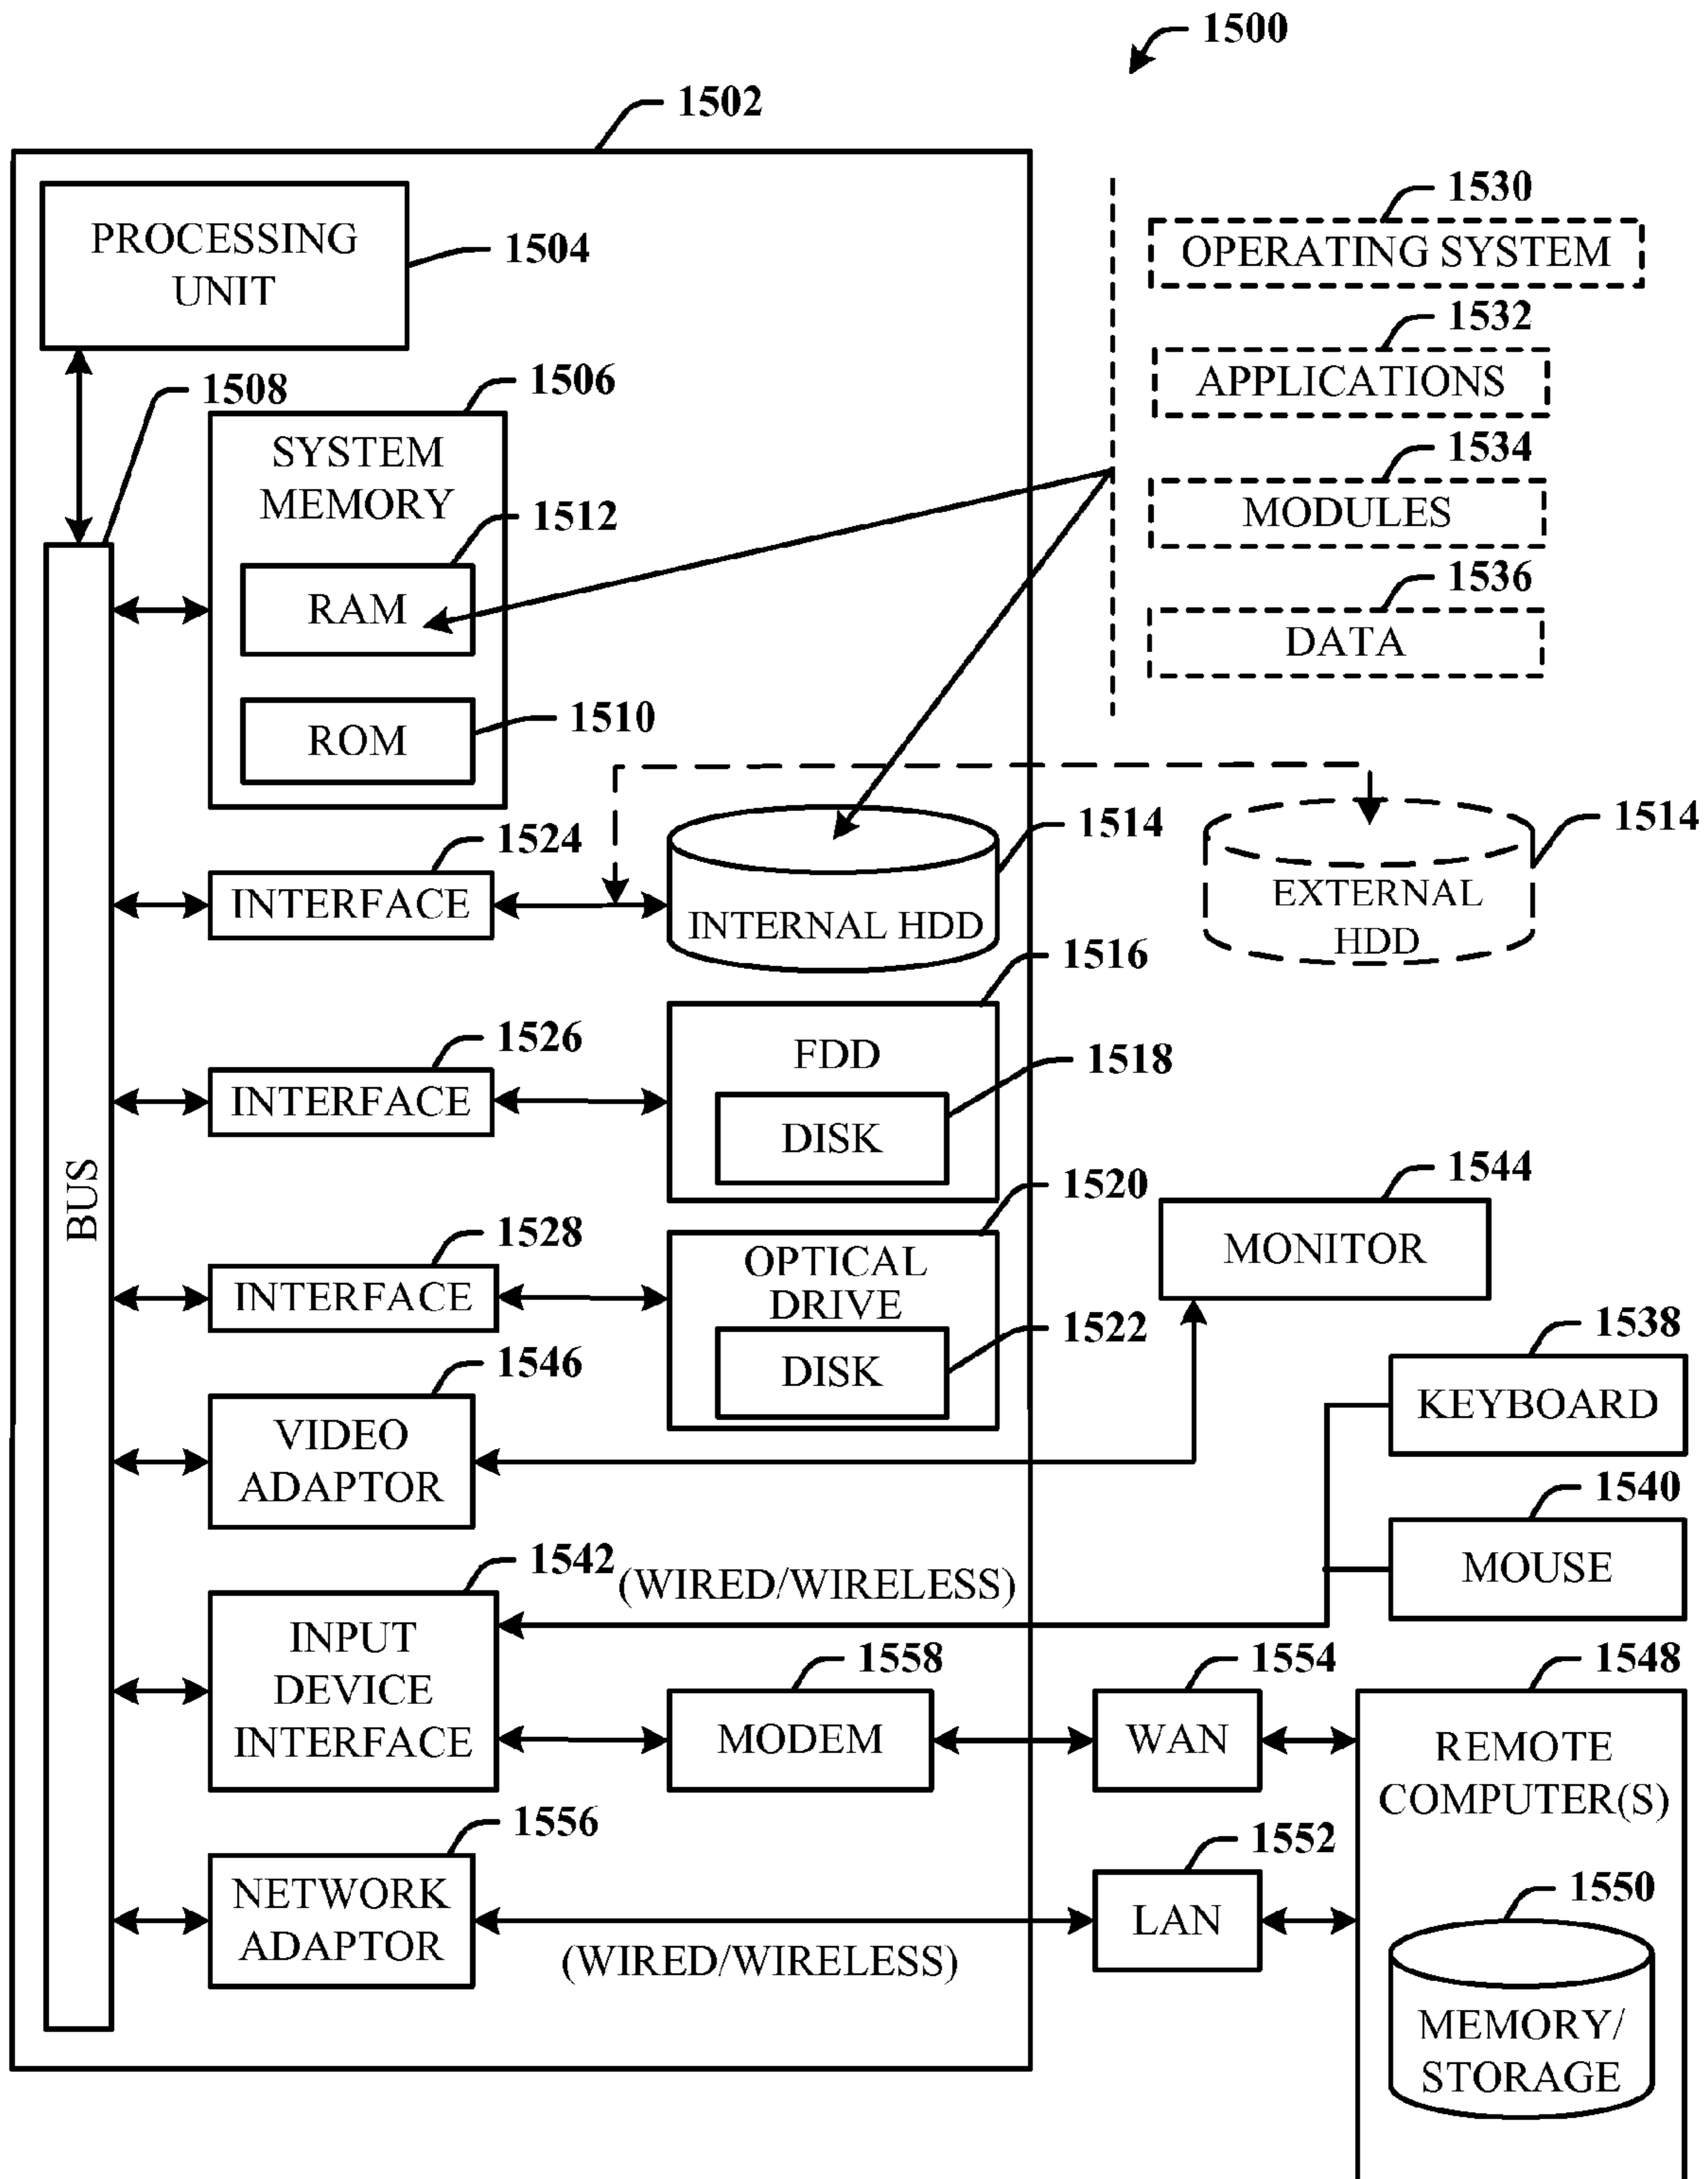 1500
1502
PROCESSING
UNIT
1504
1530
OPERATING SYSTEM
1532
APPLICATIONS
1534
MODULES
1536
DATA
1508
1506
SYSTEM
MEMORY
1512
RAM
1510
ROM
1524
INTERFACE
1514
INTERNAL HDD
1514
EXTERNAL
HDD
1516
FDD
1526
INTERFACE
1518
DISK
BUS
1520
OPTICAL
DRIVE
1528
INTERFACE
1522
DISK
1544
MONITOR
1546
VIDEO
ADAPTOR
1538
KEYBOARD
1540
MOUSE
1542
(WIRED/WIRELESS)
INPUT
DEVICE
INTERFACE
1558
MODEM
1554
WAN
1548
REMOTE
COMPUTER(S)
1556
NETWORK
ADAPTOR
(WIRED/WIRELESS)
1552
LAN
1550
MEMORY/
STORAGE